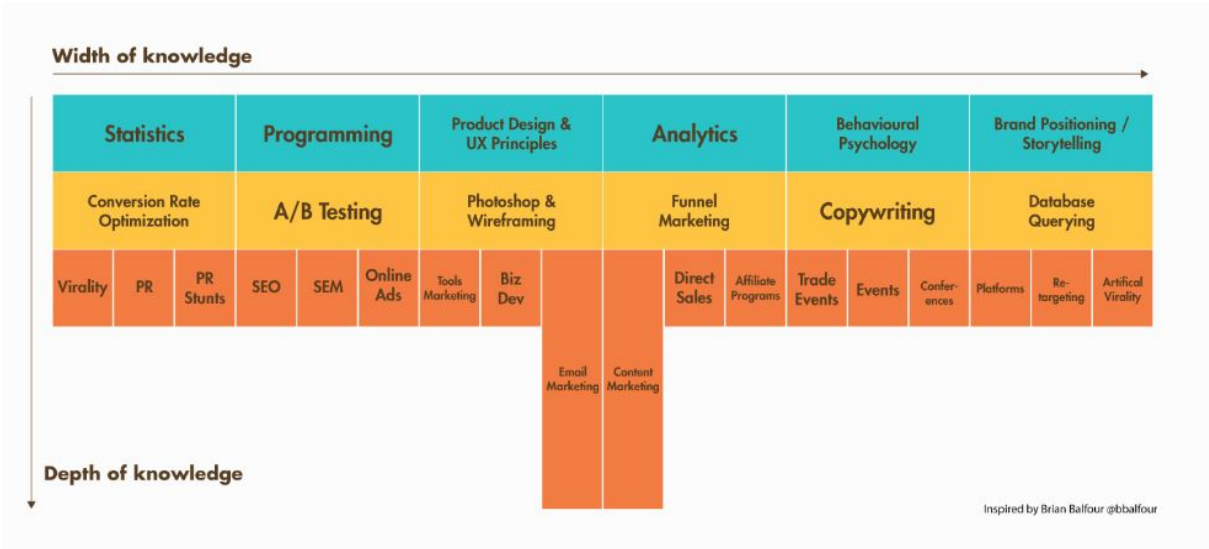 Width of knowledge
Statistics
Programming
Product Design &
UX Principles
Analytics
Behavioural
Psychology
Brand Positioning /
Storytelling
Conversion Rate
Optimization
A/B Testing
Photoshop &
Wireframing
Funnel
Marketing
Copywriting
Database
Querying
Virality
PR
PR
Stunts
SEO
SEM
Online
Ads
Tools
Marketing
Biz
Dev
Email
Marketing
Content
Marketing
Direct
Sales
Affiliate
Programs
Trade
Events
Events
Confer-
ences
Platforms
Re-
targeting
Artifical
Virality
Depth of knowledge
Inspired by Brian Balfour @bbalfour